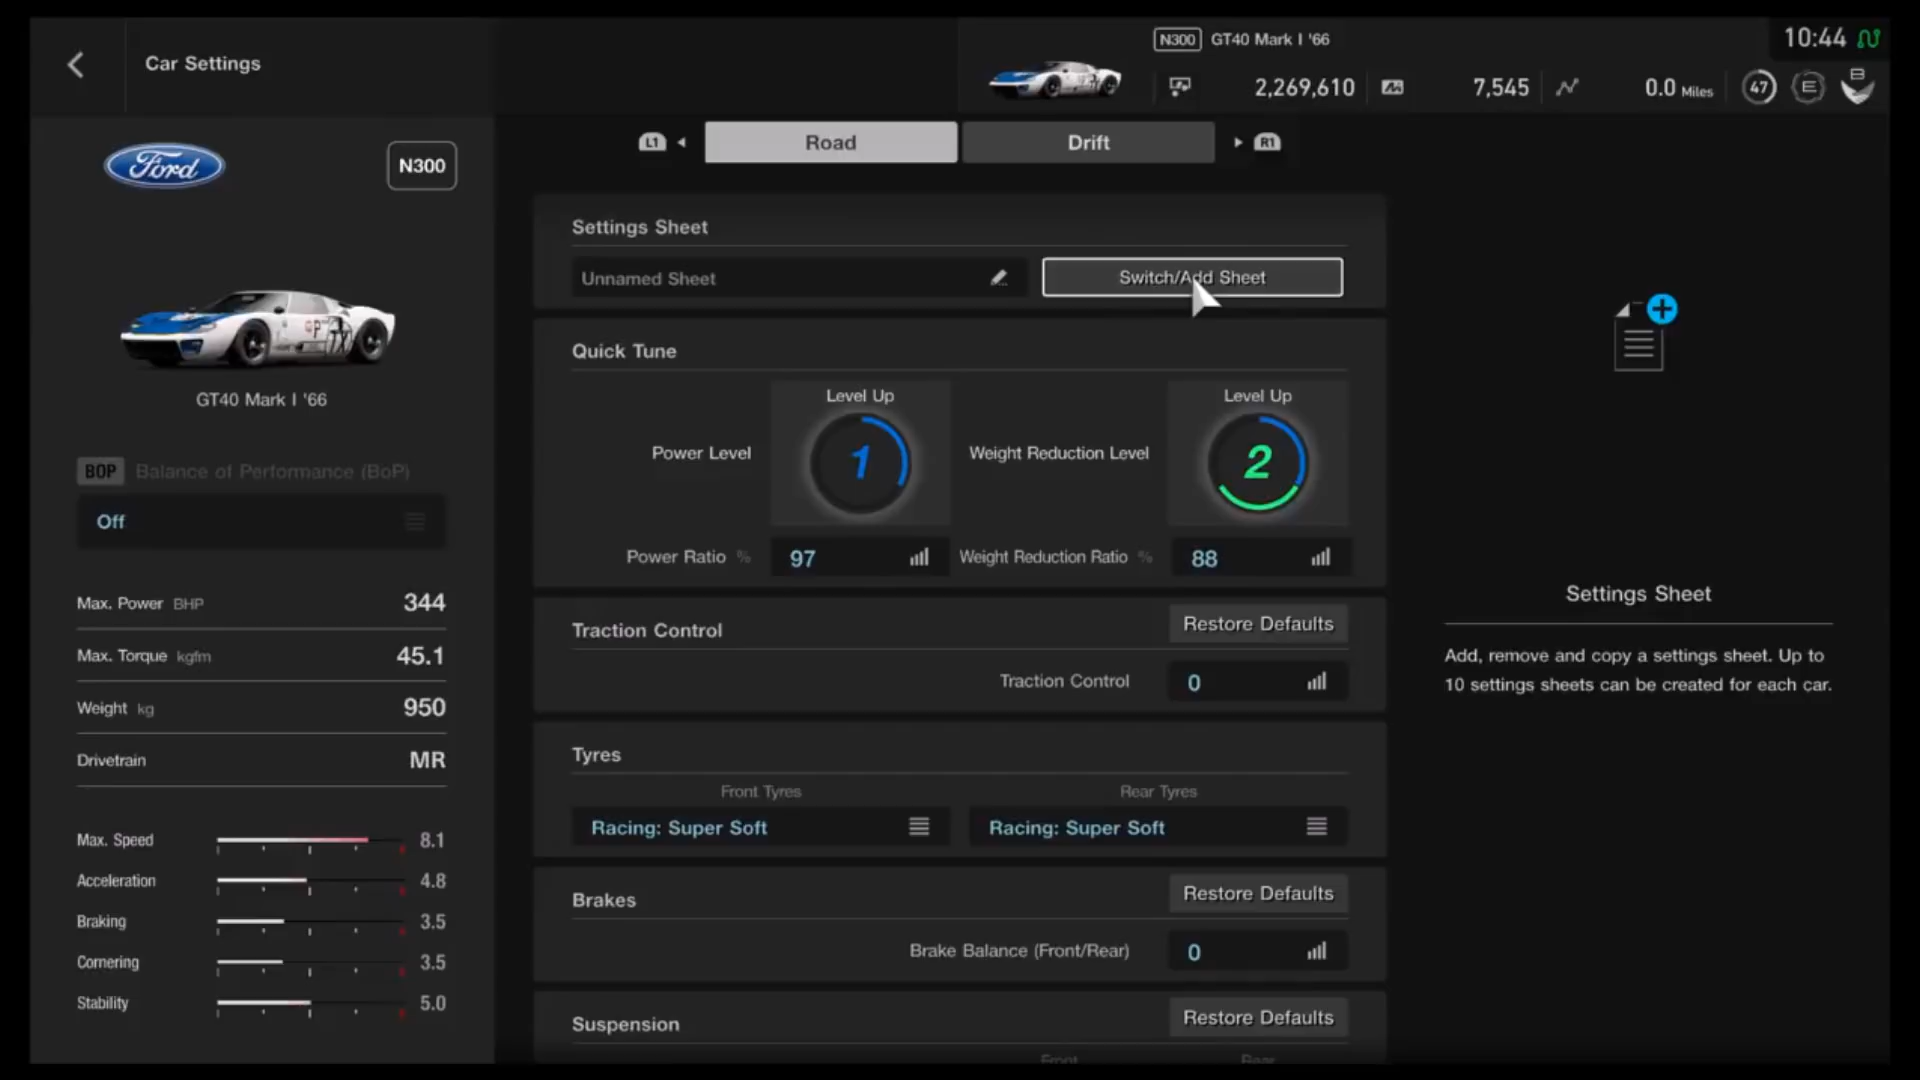 Car Settings
N300 GT40 Mark I '66
10:44
2,269,610
7,545
0.0 Miles
47
E
B
Ford
N300
GT40 Mark I '66
BOP Balance of Performance (BoP)
Off
Max. Power BHP 344
Max. Torque kgfm 45.1
Weight kg 950
Drivetrain MR
Max. Speed 8.1
Acceleration 4.8
Braking 3.5
Cornering 3.5
Stability 5.0
L1 Road Drift R1
Settings Sheet
Unnamed Sheet Switch/Add Sheet
Quick Tune
Level Up Level Up
Power Level 1 Weight Reduction Level 2
Power Ratio % 97 Weight Reduction Ratio % 88
Traction Control Restore Defaults
Traction Control 0
Tyres
Front Tyres Rear Tyres
Racing: Super Soft Racing: Super Soft
Brakes Restore Defaults
Brake Balance (Front/Rear) 0
Suspension Restore Defaults
Front Rear
Settings Sheet
Add, remove and copy a settings sheet. Up to
10 settings sheets can be created for each car.